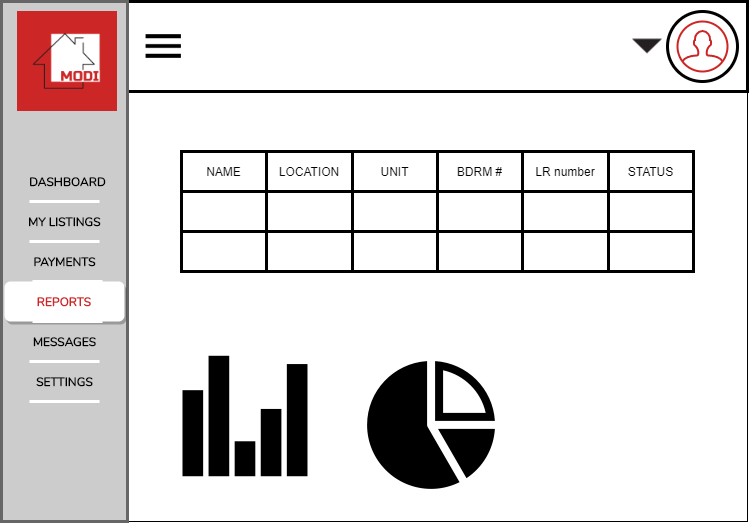 MODI
DASHBOARD
MY LISTINGS
PAYMENTS
REPORTS
MESSAGES
SETTINGS
NAME LOCATION UNIT BDRM # LR number STATUS